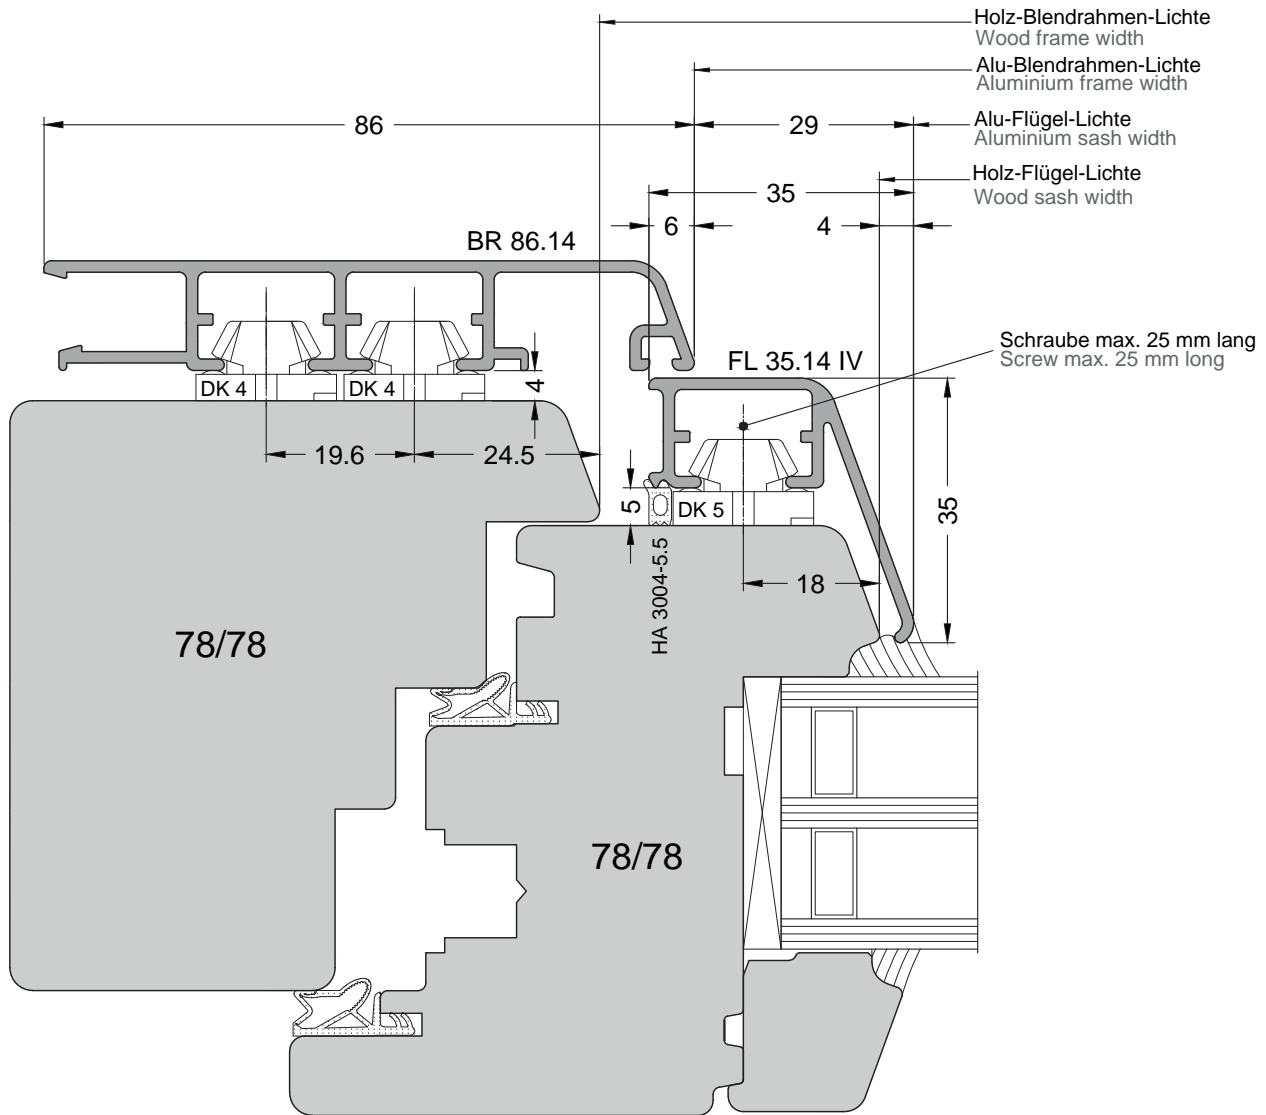 Holz-Blendrahmen-Lichte
Wood frame width
Alu-Blendrahmen-Lichte
Aluminium frame width
86
29
Alu-Flügel-Lichte
Aluminium sash width
Holz-Flügel-Lichte
Wood sash width
35
6
4
BR 86.14
Schraube max. 25 mm lang
Screw max. 25 mm long
FL 35.14 IV
DK 4
DK 4
4
19.6
24.5
5
DK 5
35
HA 3004-5.5
18
78/78
78/78